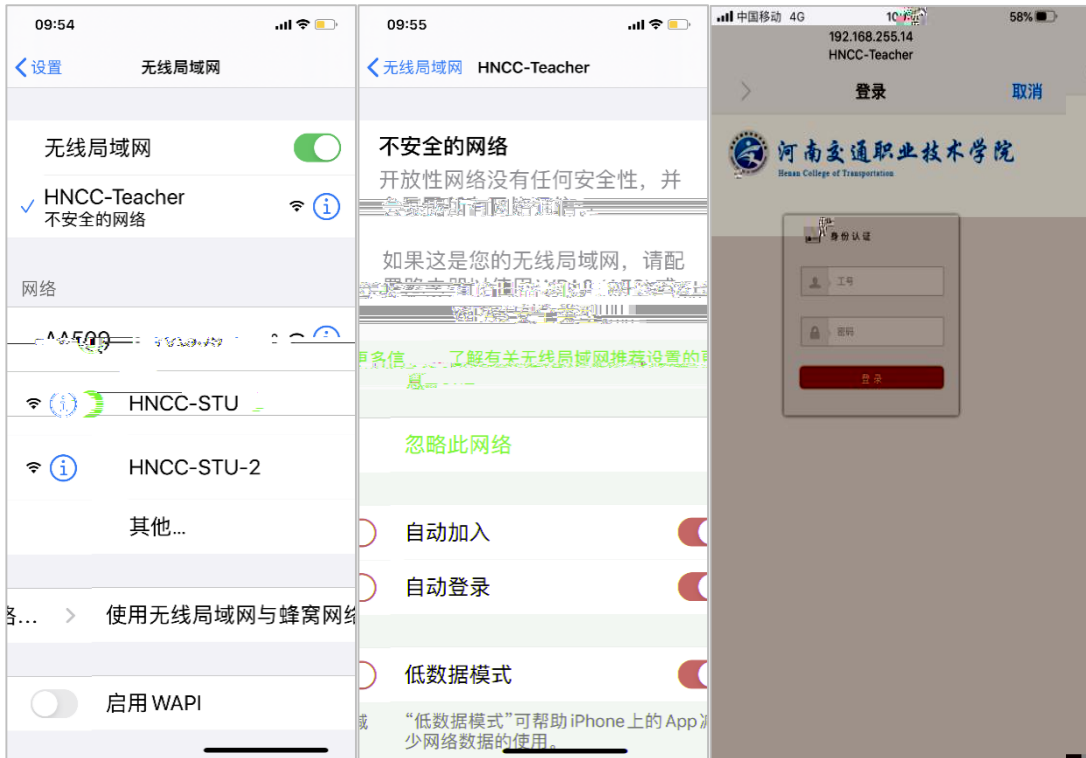 09:54
设置
无线局域网
无线局域网
HNCC-Teacher
不安全的网络
网络
HNCC-STU
HNCC-STU-2
其他...
使用无线局域网与蜂窝网络
启用 WAPI
09:55
无线局域网 HNCC-Teacher
不安全的网络
开放性网络没有任何安全性，并
如果这是您的无线局域网，请配
了解有关无线局域网推荐设置的更
多信
忽略此网络
自动加入
自动登录
低数据模式
“低数据模式”可帮助 iPhone 上的 App 减
少网络数据的使用。
中国移动 4G
58%
192.168.255.14
HNCC-Teacher
登录 取消
河南交通职业技术学院
Henan College of Transportation
身份认证
工号
密码
登录